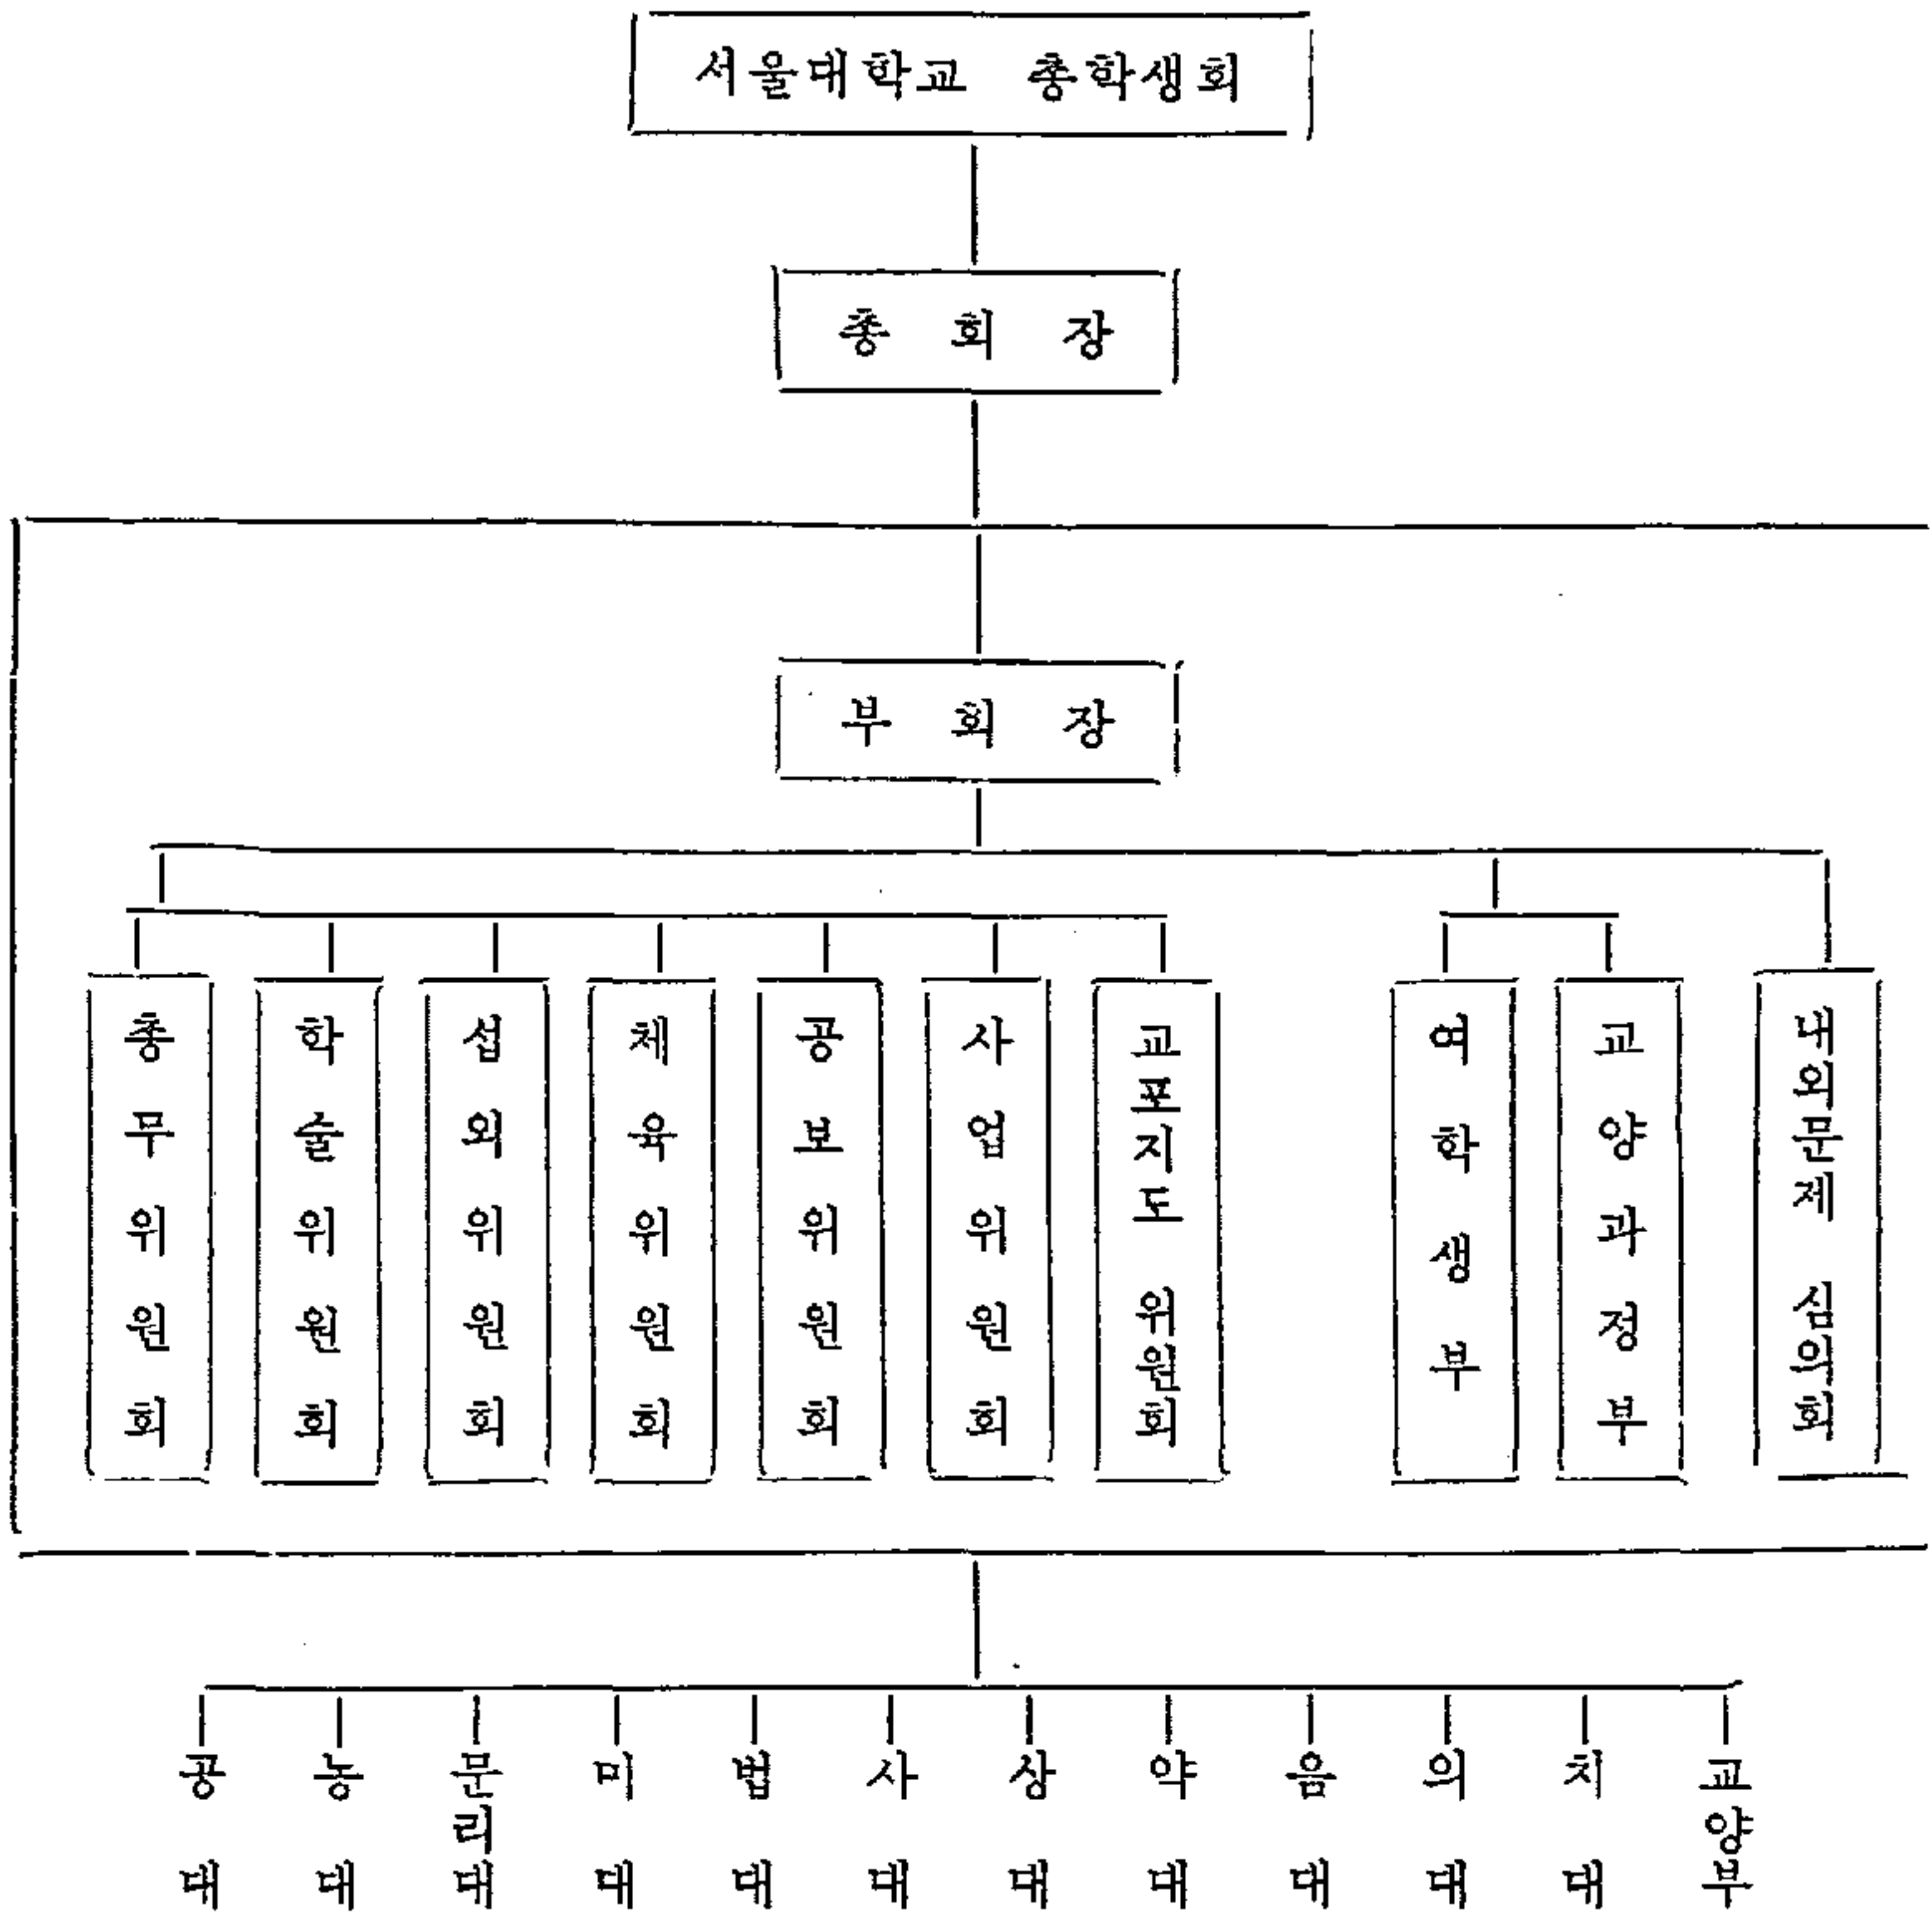 서울대학교 총학생회
총 회 장
부 회 장
총무위원회
학술위원회
섭외위원회
체육위원회
공보위원회
사업위원회
교포지도 위원회
여학생부
교양과정부
대외문제 심의회
공대
농대
문리대
미대
법대
사대
상대
약대
음대
의대
치대
교양부